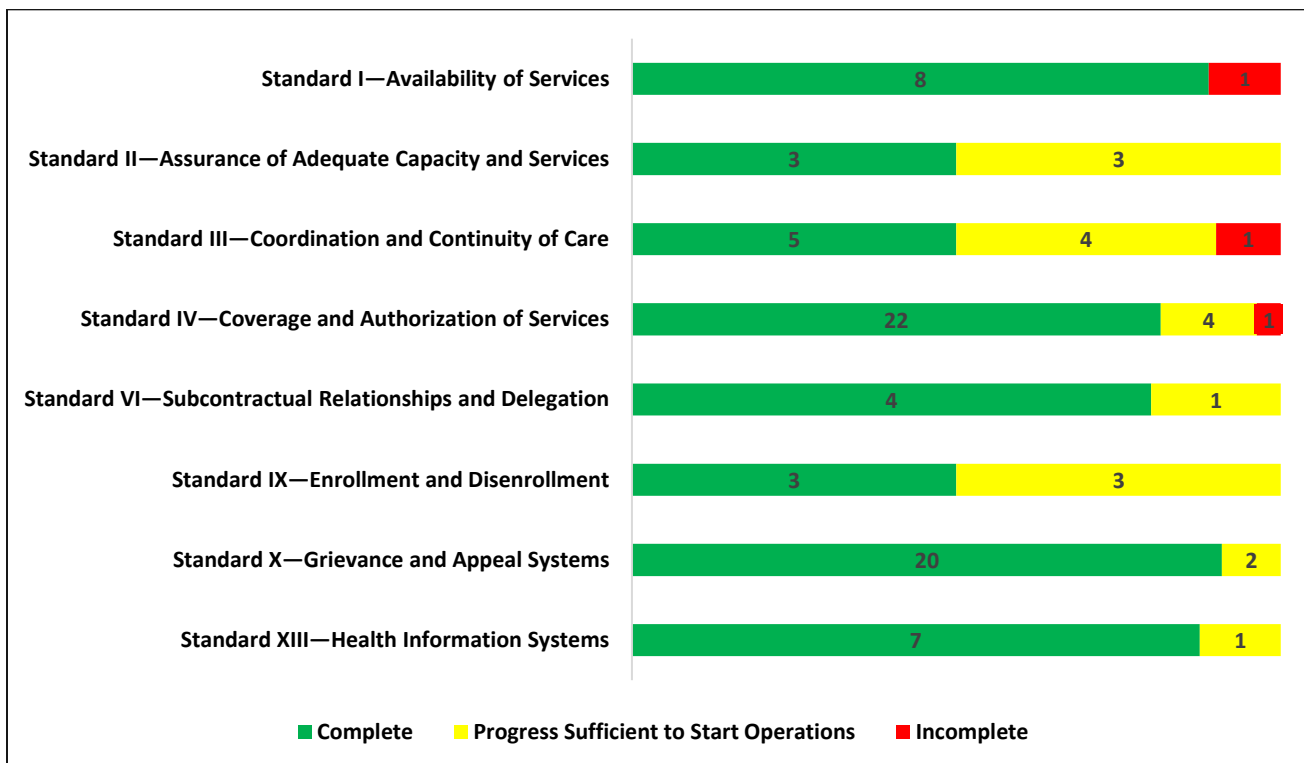 Standard I—Availability of Services
8 1
Standard II—Assurance of Adequate Capacity and Services
3 3
Standard III—Coordination and Continuity of Care
5 4 1
Standard IV—Coverage and Authorization of Services
22 4 1
Standard VI—Subcontractual Relationships and Delegation
4 1
Standard IX—Enrollment and Disenrollment
3 3
Standard X—Grievance and Appeal Systems
20 2
Standard XIII—Health Information Systems
7 1
Complete Progress Sufficient to Start Operations Incomplete